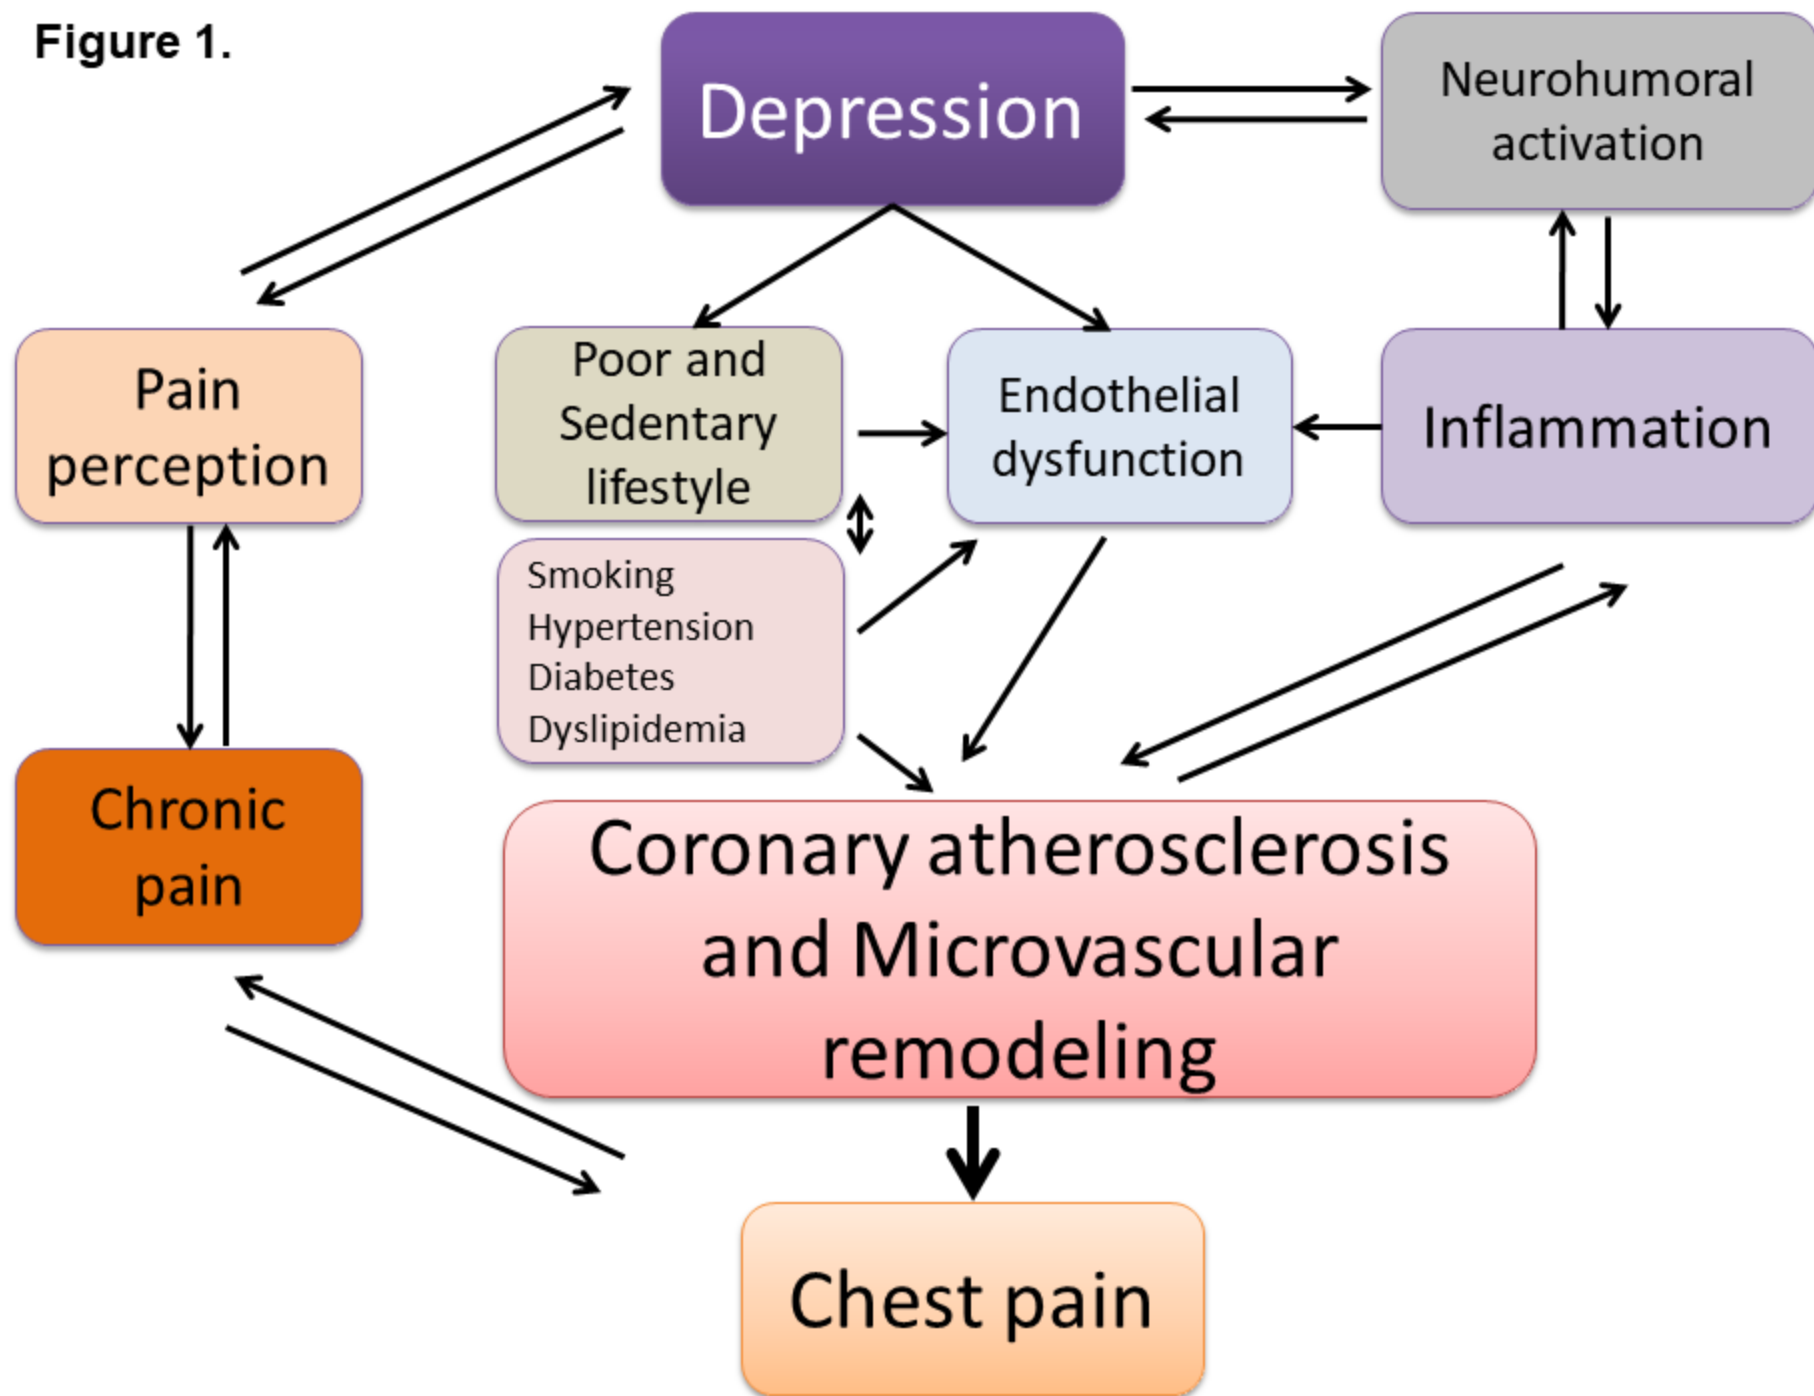 Figure 1.
Depression
Neurohumoral
activation
Pain
perception
Poor and
Sedentary
lifestyle
Endothelial
dysfunction
Inflammation
Smoking
Hypertension
Diabetes
Dyslipidemia
Chronic
pain
Coronary atherosclerosis
and Microvascular
remodeling
Chest pain